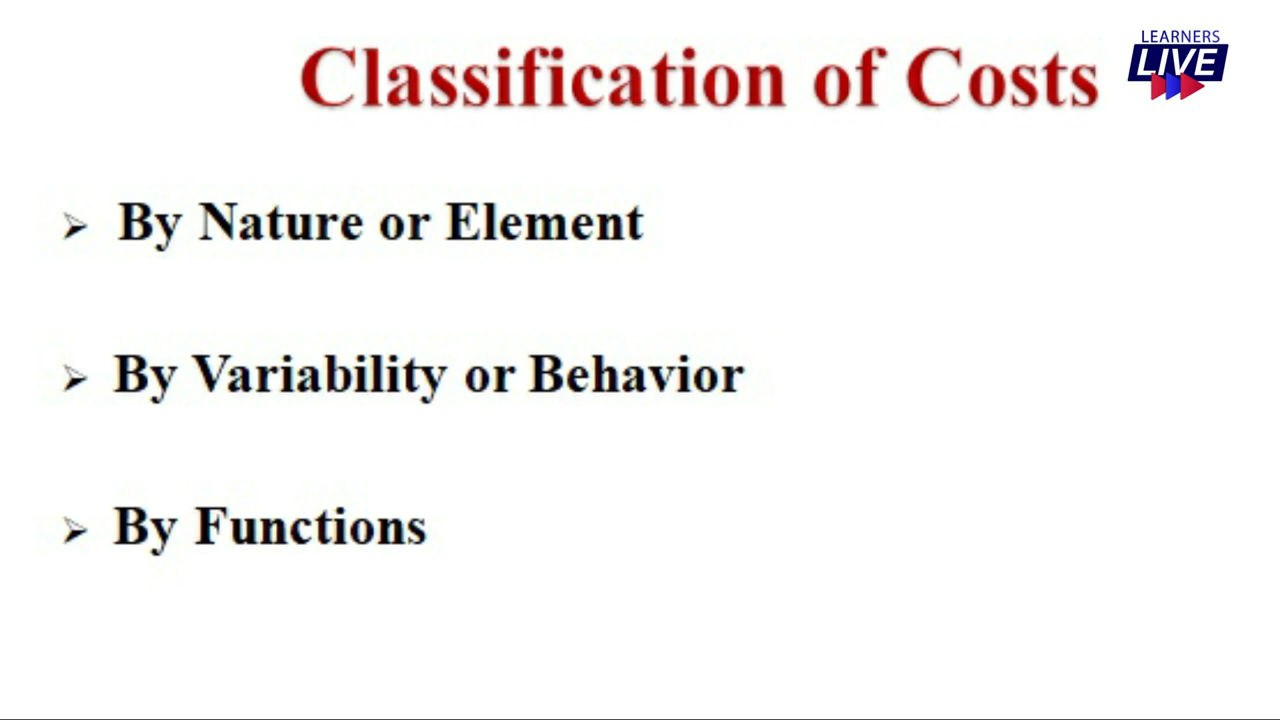 Classification of Costs
LEARNERS
LIVE
➢ By Nature or Element
➢ By Variability or Behavior
➢ By Functions